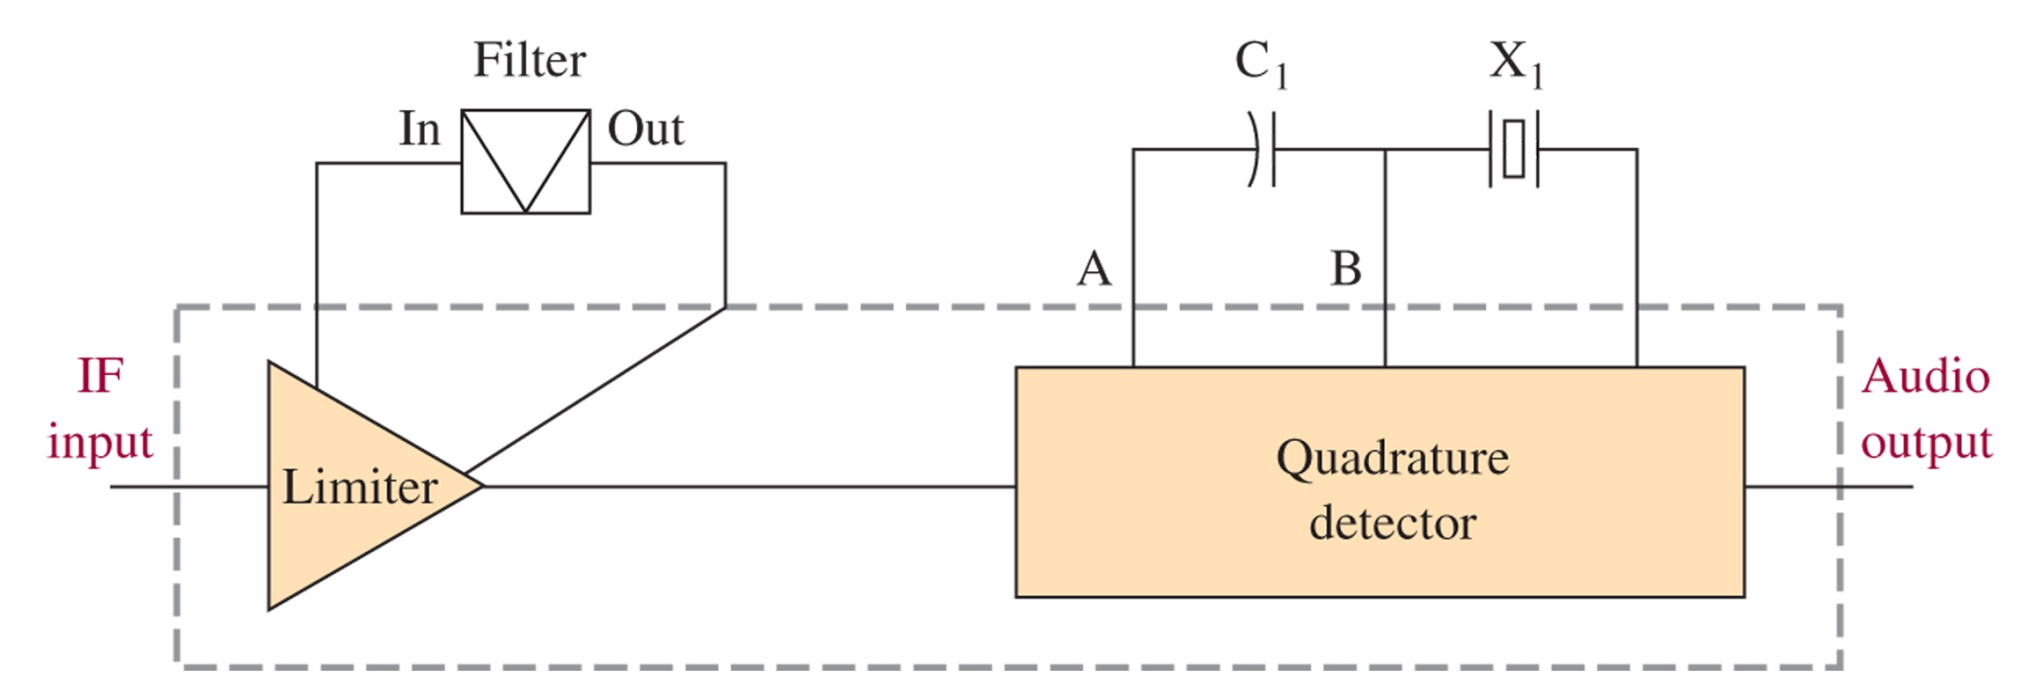 Filter
In
Out
C1
X1
A
B
IF
input
Limiter
Quadrature
detector
Audio
output